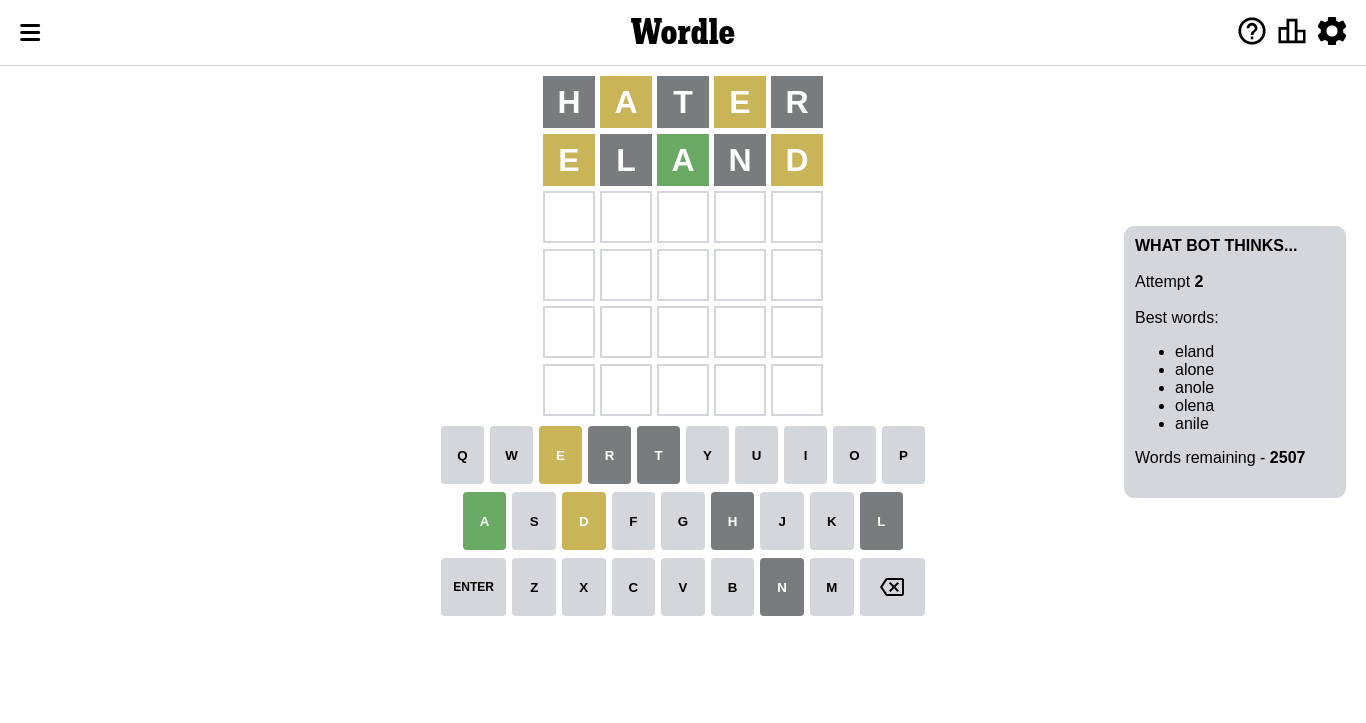 Wordle
H A T E R
E L A N D
WHAT BOT THINKS...
Attempt 2
Best words:
eland
alone
anole
olena
anile
Words remaining - 2507
Q W E R T Y U I O P
A S D F G H J K L
ENTER Z X C V B N M